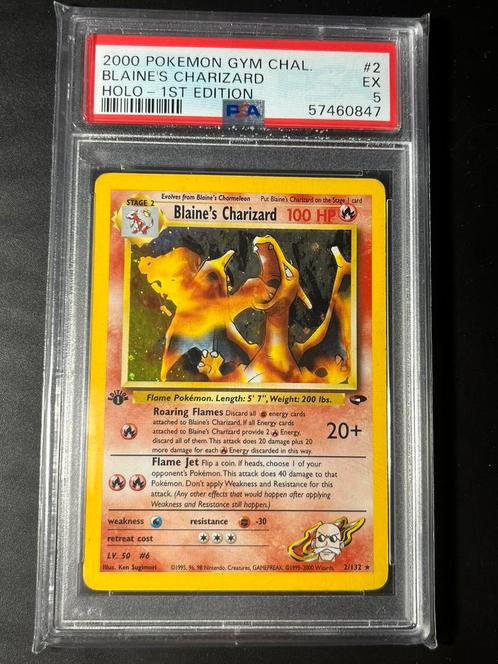 2000 POKEMON GYM CHAL. #2
BLAINE'S CHARIZARD EX
HOLO – 1ST EDITION 5
PSA 57460847
Evolves from Blaine's Charmeleon Put Blaine's Charizard on the Stage 1 card
STAGE 2
Blaine's Charizard 100 HP
Flame Pokémon. Length: 5' 7", Weight: 200 lbs.
EDITION 1
Roaring Flames Discard all energy cards
attached to Blaine's Charizard. If all Energy cards
attached to Blaine's Charizard provide 2 Energy,
discard all of them. This attack does 20 damage plus 20
more damage for each Energy discarded in this way.
20+
Flame Jet Flip a coin. If heads, choose 1 of your
opponent's Pokémon. This attack does 40 damage to that
Pokémon. Don't apply Weakness and Resistance for this
attack. (Any other effects that would happen after applying
Weakness and Resistance still happen.)
weakness resistance -30
retreat cost
LV. 50 #6
Illus. Ken Sugimori ©1995, 96, 98 Nintendo, Creatures, GAMEFREAK. ©1999-2000 Wizards. 2/132 ★